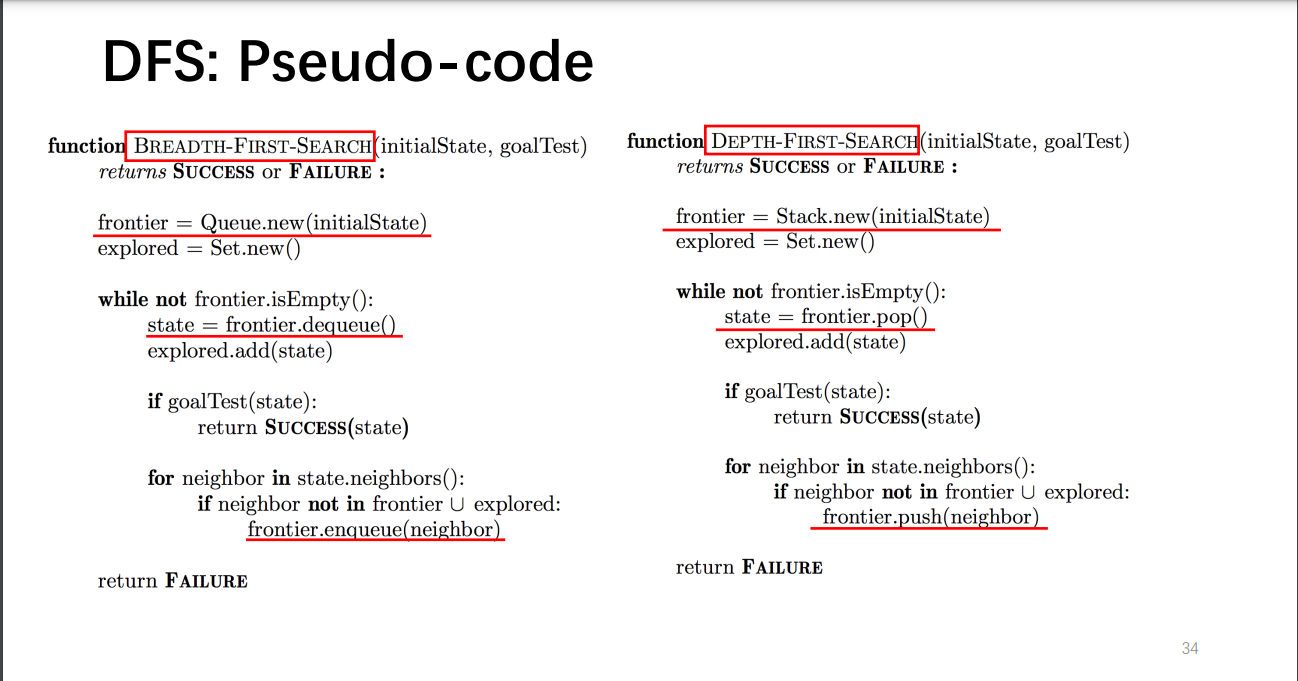 DFS: Pseudo-code
function BREADTH-FIRST-SEARCH(initialState, goalTest)
returns SUCCESS or FAILURE :
frontier = Queue.new(initialState)
explored = Set.new()
while not frontier.isEmpty():
state = frontier.dequeue()
explored.add(state)
if goalTest(state):
return SUCCESS(state)
for neighbor in state.neighbors():
if neighbor not in frontier ∪ explored:
frontier.enqueue(neighbor)
return FAILURE
function DEPTH-FIRST-SEARCH(initialState, goalTest)
returns SUCCESS or FAILURE :
frontier = Stack.new(initialState)
explored = Set.new()
while not frontier.isEmpty():
state = frontier.pop()
explored.add(state)
if goalTest(state):
return SUCCESS(state)
for neighbor in state.neighbors():
if neighbor not in frontier ∪ explored:
frontier.push(neighbor)
return FAILURE
34